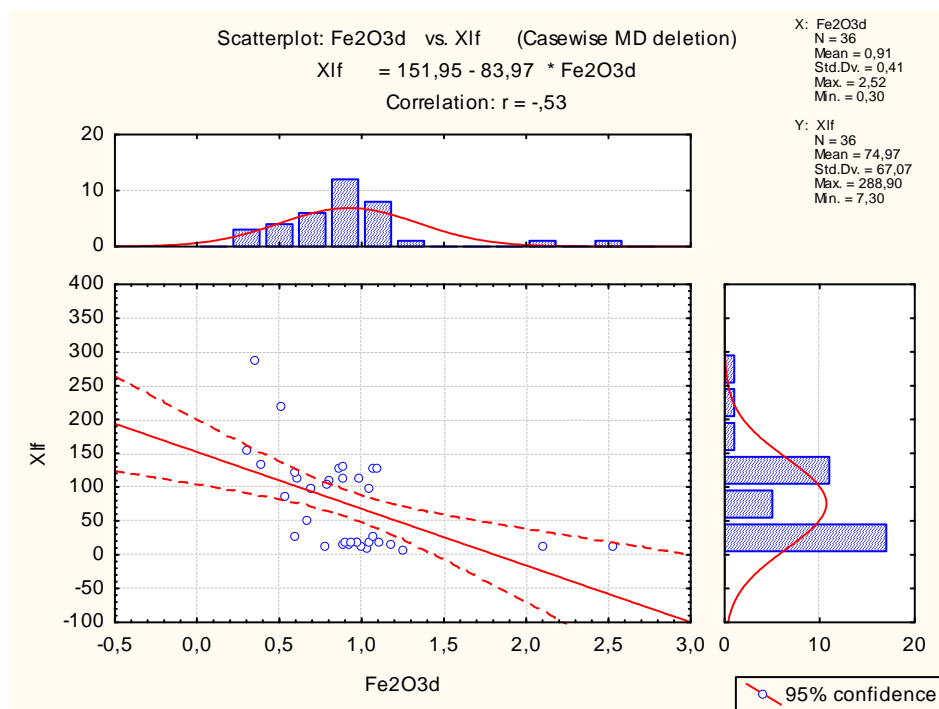 Scatterplot: Fe2O3d vs. Xlf (Casewise MD deletion)
Xlf = 151,95 - 83,97 * Fe2O3d
Correlation: r = -,53
X: Fe2O3d
N = 36
Mean = 0,91
Std.Dv. = 0,41
Max. = 2,52
Min. = 0,30
Y: Xlf
N = 36
Mean = 74,97
Std.Dv. = 67,07
Max. = 288,90
Min. = 7,30
20
10
0
400
350
300
250
200
150
100
50
0
-50
-100
Xlf
-0,5 0,0 0,5 1,0 1,5 2,0 2,5 3,0
Fe2O3d
0 10 20
95% confidence